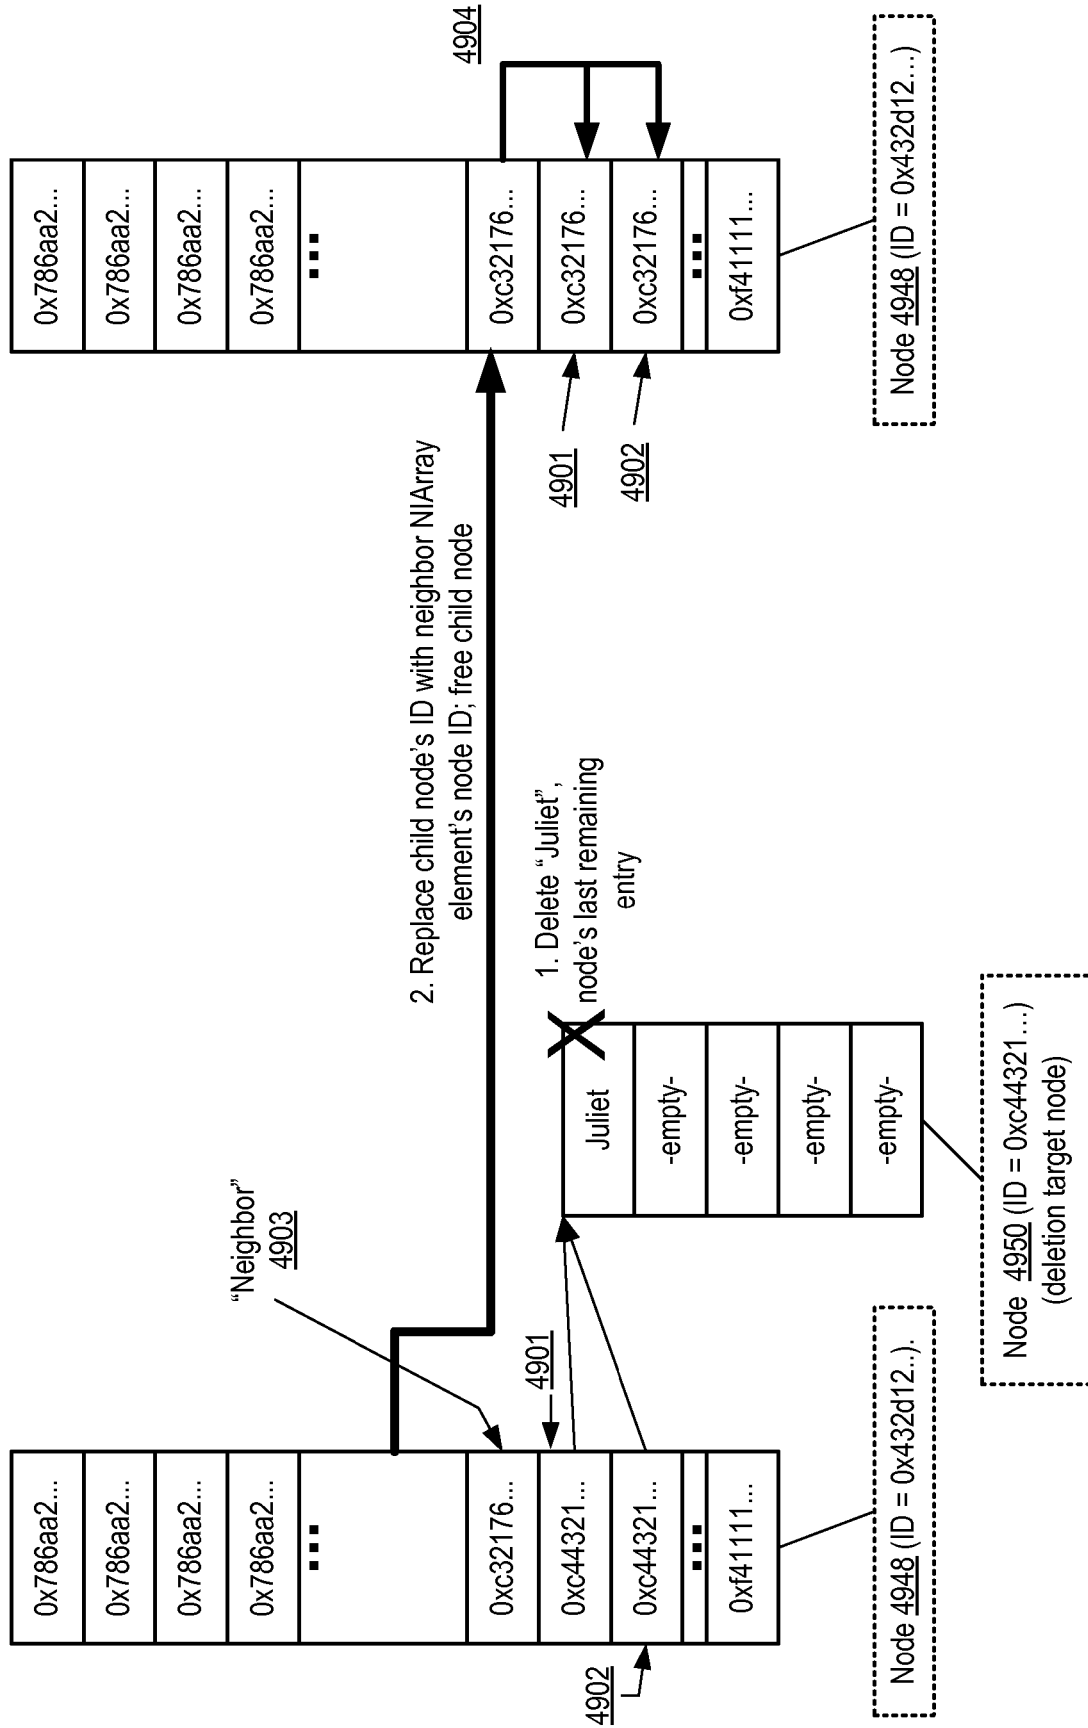 0x786aa2...
0x786aa2...
0x786aa2...
0x786aa2...
...
0xc32176...
0xc44321...
0xc44321...
...
0xf41111...
4902
Node 4948 (ID = 0x432d12..).
"Neighbor"
4903
4901
Juliet
-empty-
-empty-
-empty-
-empty-
Node 4950 (ID = 0xc44321...)
(deletion target node)
1. Delete "Juliet",
node's last remaining
entry
2. Replace child node's ID with neighbor NIArray
element's node ID; free child node
0x786aa2...
0x786aa2...
0x786aa2...
0x786aa2...
...
0xc32176...
0xc32176...
0xc32176...
...
0xf41111...
4901
4902
4904
Node 4948 (ID = 0x432d12...)